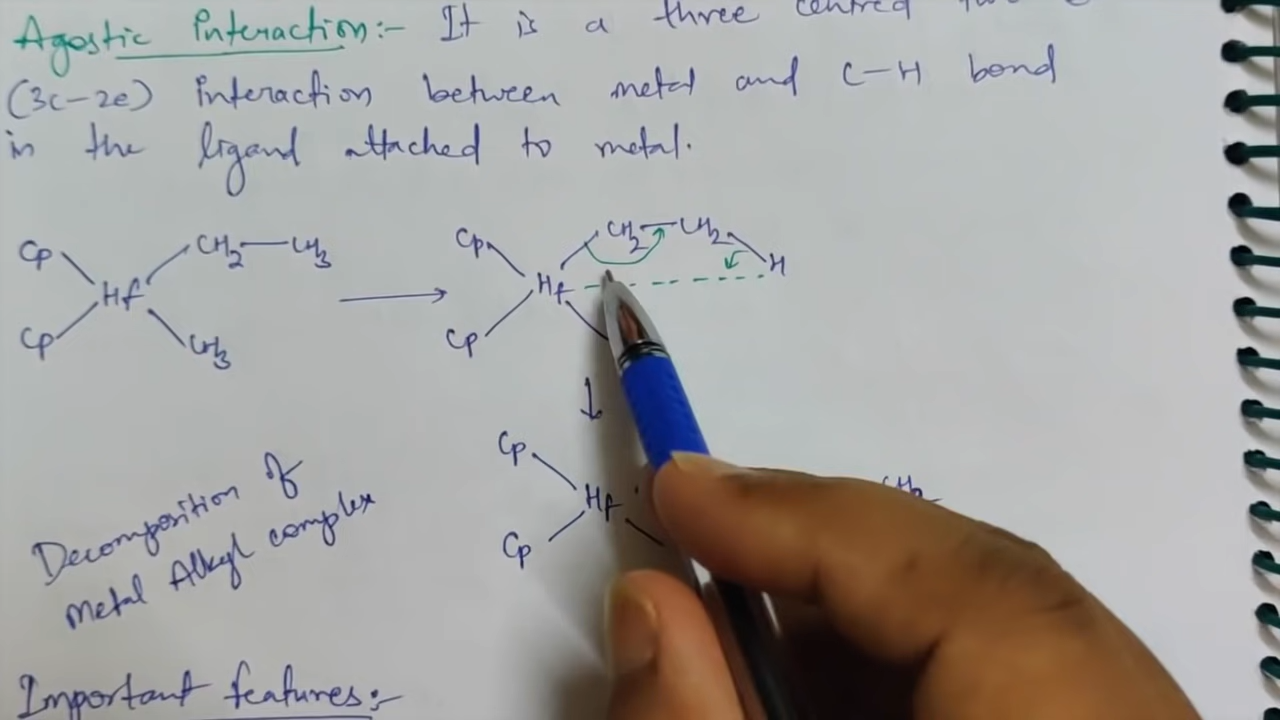 Agostic Interaction:- It is a three centred
(3c-2e) interaction between metal and C-H bond
in the ligand attached to metal.
Cp CH2-CH3
Hf
Cp CH3
Cp CH2-CH2
Hf H
Cp
Cp CH2
Hf
Cp
Decomposition of
Metal Alkyl complex
Important features:-